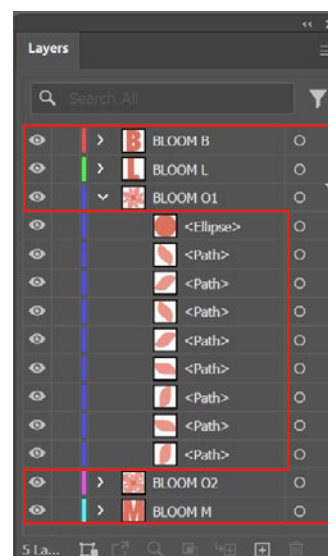 Layers
Search All
B BLOOM B
L BLOOM L
BLOOM O1
<Ellipse>
<Path>
<Path>
<Path>
<Path>
<Path>
<Path>
<Path>
<Path>
BLOOM O2
M BLOOM M
5 La...